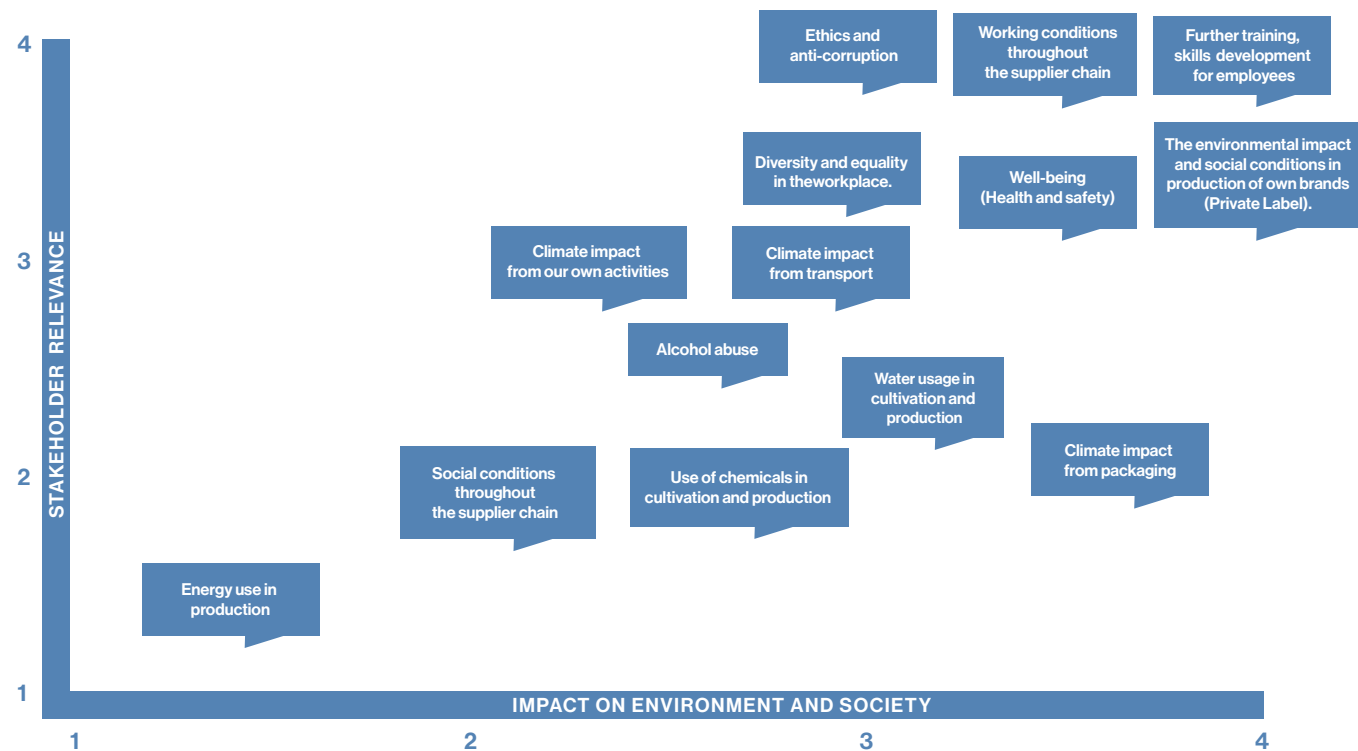 4
Ethics and
anti-corruption
Working conditions
throughout
the supplier chain
Further training,
skills development
for employees
Diversity and equality
in theworkplace.
Well-being
(Health and safety)
The environmental impact
and social conditions in
production of own brands
(Private Label).
3
Climate impact
from our own activities
Climate impact
from transport
Alcohol abuse
Water usage in
cultivation and
production
Climate impact
from packaging
2
Social conditions
throughout
the supplier chain
Use of chemicals in
cultivation and production
Energy use in
production
STAKEHOLDER RELEVANCE
1
IMPACT ON ENVIRONMENT AND SOCIETY
1 2 3 4